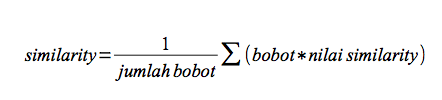 similarity = 1 / jumlah bobot ∑ (bobot * nilai similarity)